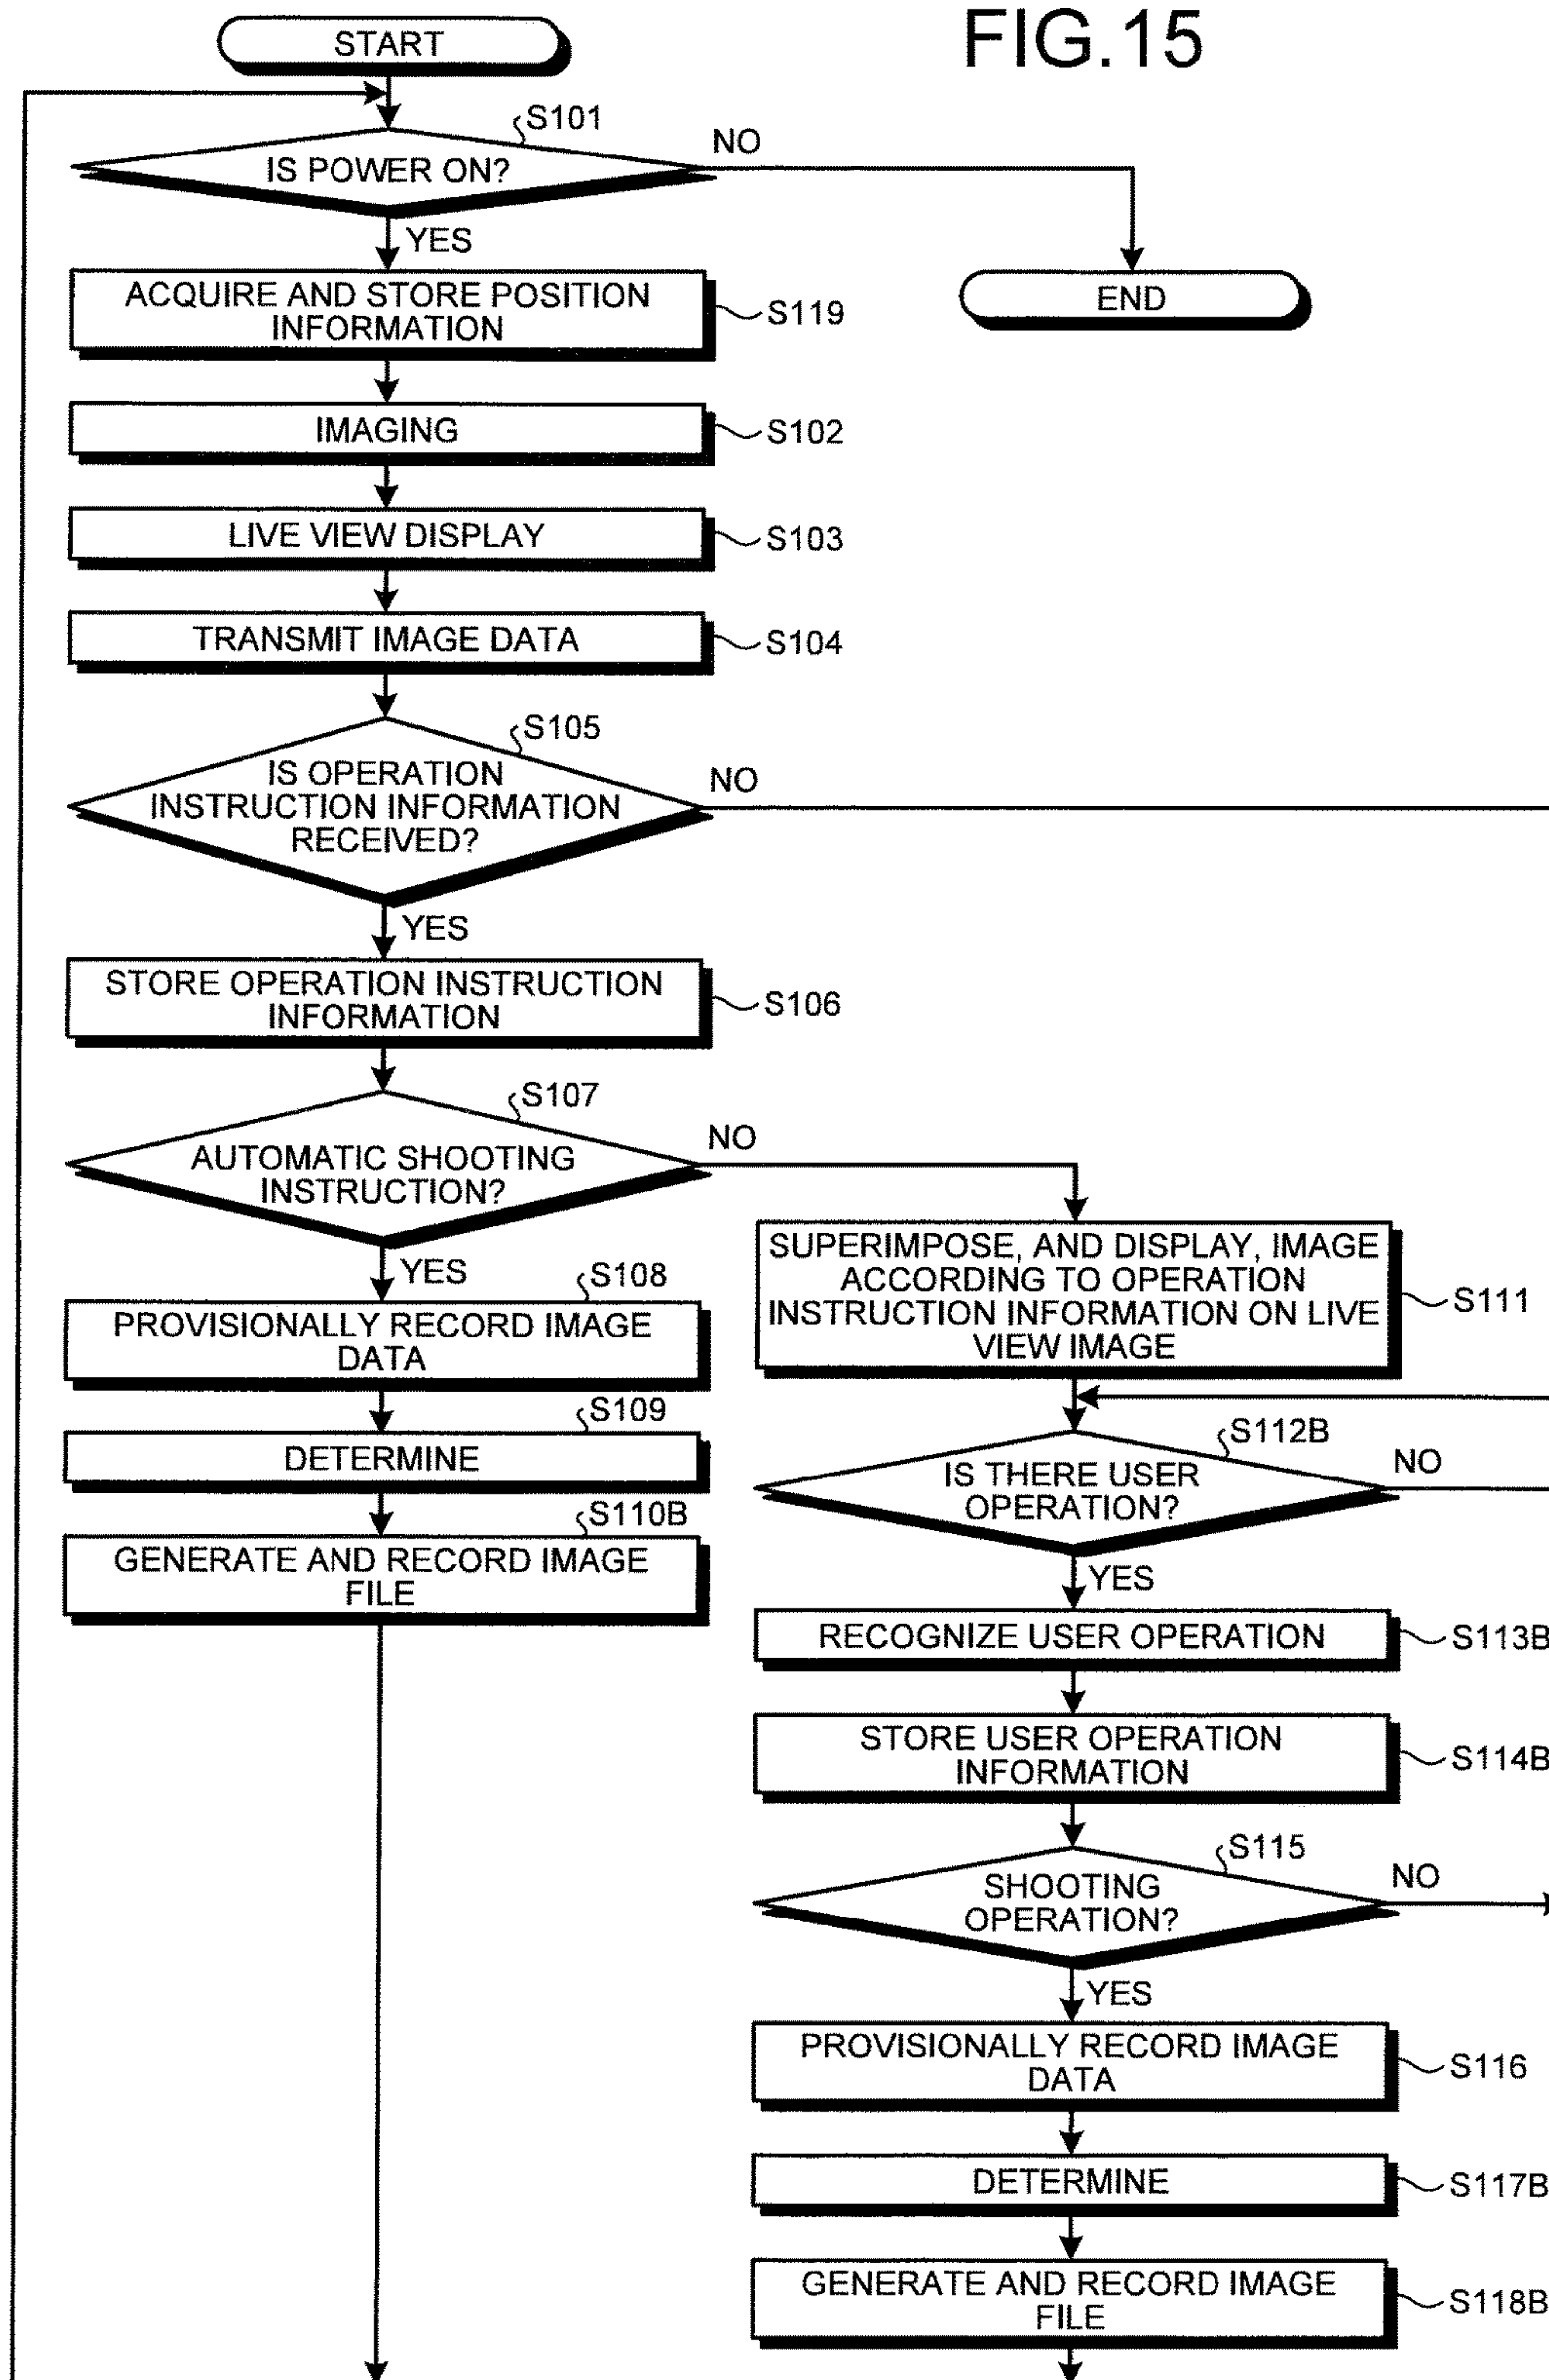 FIG.15
START
S101
IS POWER ON?
NO
YES
END
ACQUIRE AND STORE POSITION
INFORMATION
S119
IMAGING
S102
LIVE VIEW DISPLAY
S103
TRANSMIT IMAGE DATA
S104
S105
IS OPERATION
INSTRUCTION INFORMATION
RECEIVED?
NO
YES
STORE OPERATION INSTRUCTION
INFORMATION
S106
S107
AUTOMATIC SHOOTING
INSTRUCTION?
NO
YES
S108
PROVISIONALLY RECORD IMAGE
DATA
S109
DETERMINE
S110B
GENERATE AND RECORD IMAGE
FILE
SUPERIMPOSE, AND DISPLAY, IMAGE
ACCORDING TO OPERATION
INSTRUCTION INFORMATION ON LIVE
VIEW IMAGE
S111
S112B
IS THERE USER
OPERATION?
NO
YES
RECOGNIZE USER OPERATION
S113B
STORE USER OPERATION
INFORMATION
S114B
S115
SHOOTING
OPERATION?
NO
YES
PROVISIONALLY RECORD IMAGE
DATA
S116
DETERMINE
S117B
GENERATE AND RECORD IMAGE
FILE
S118B